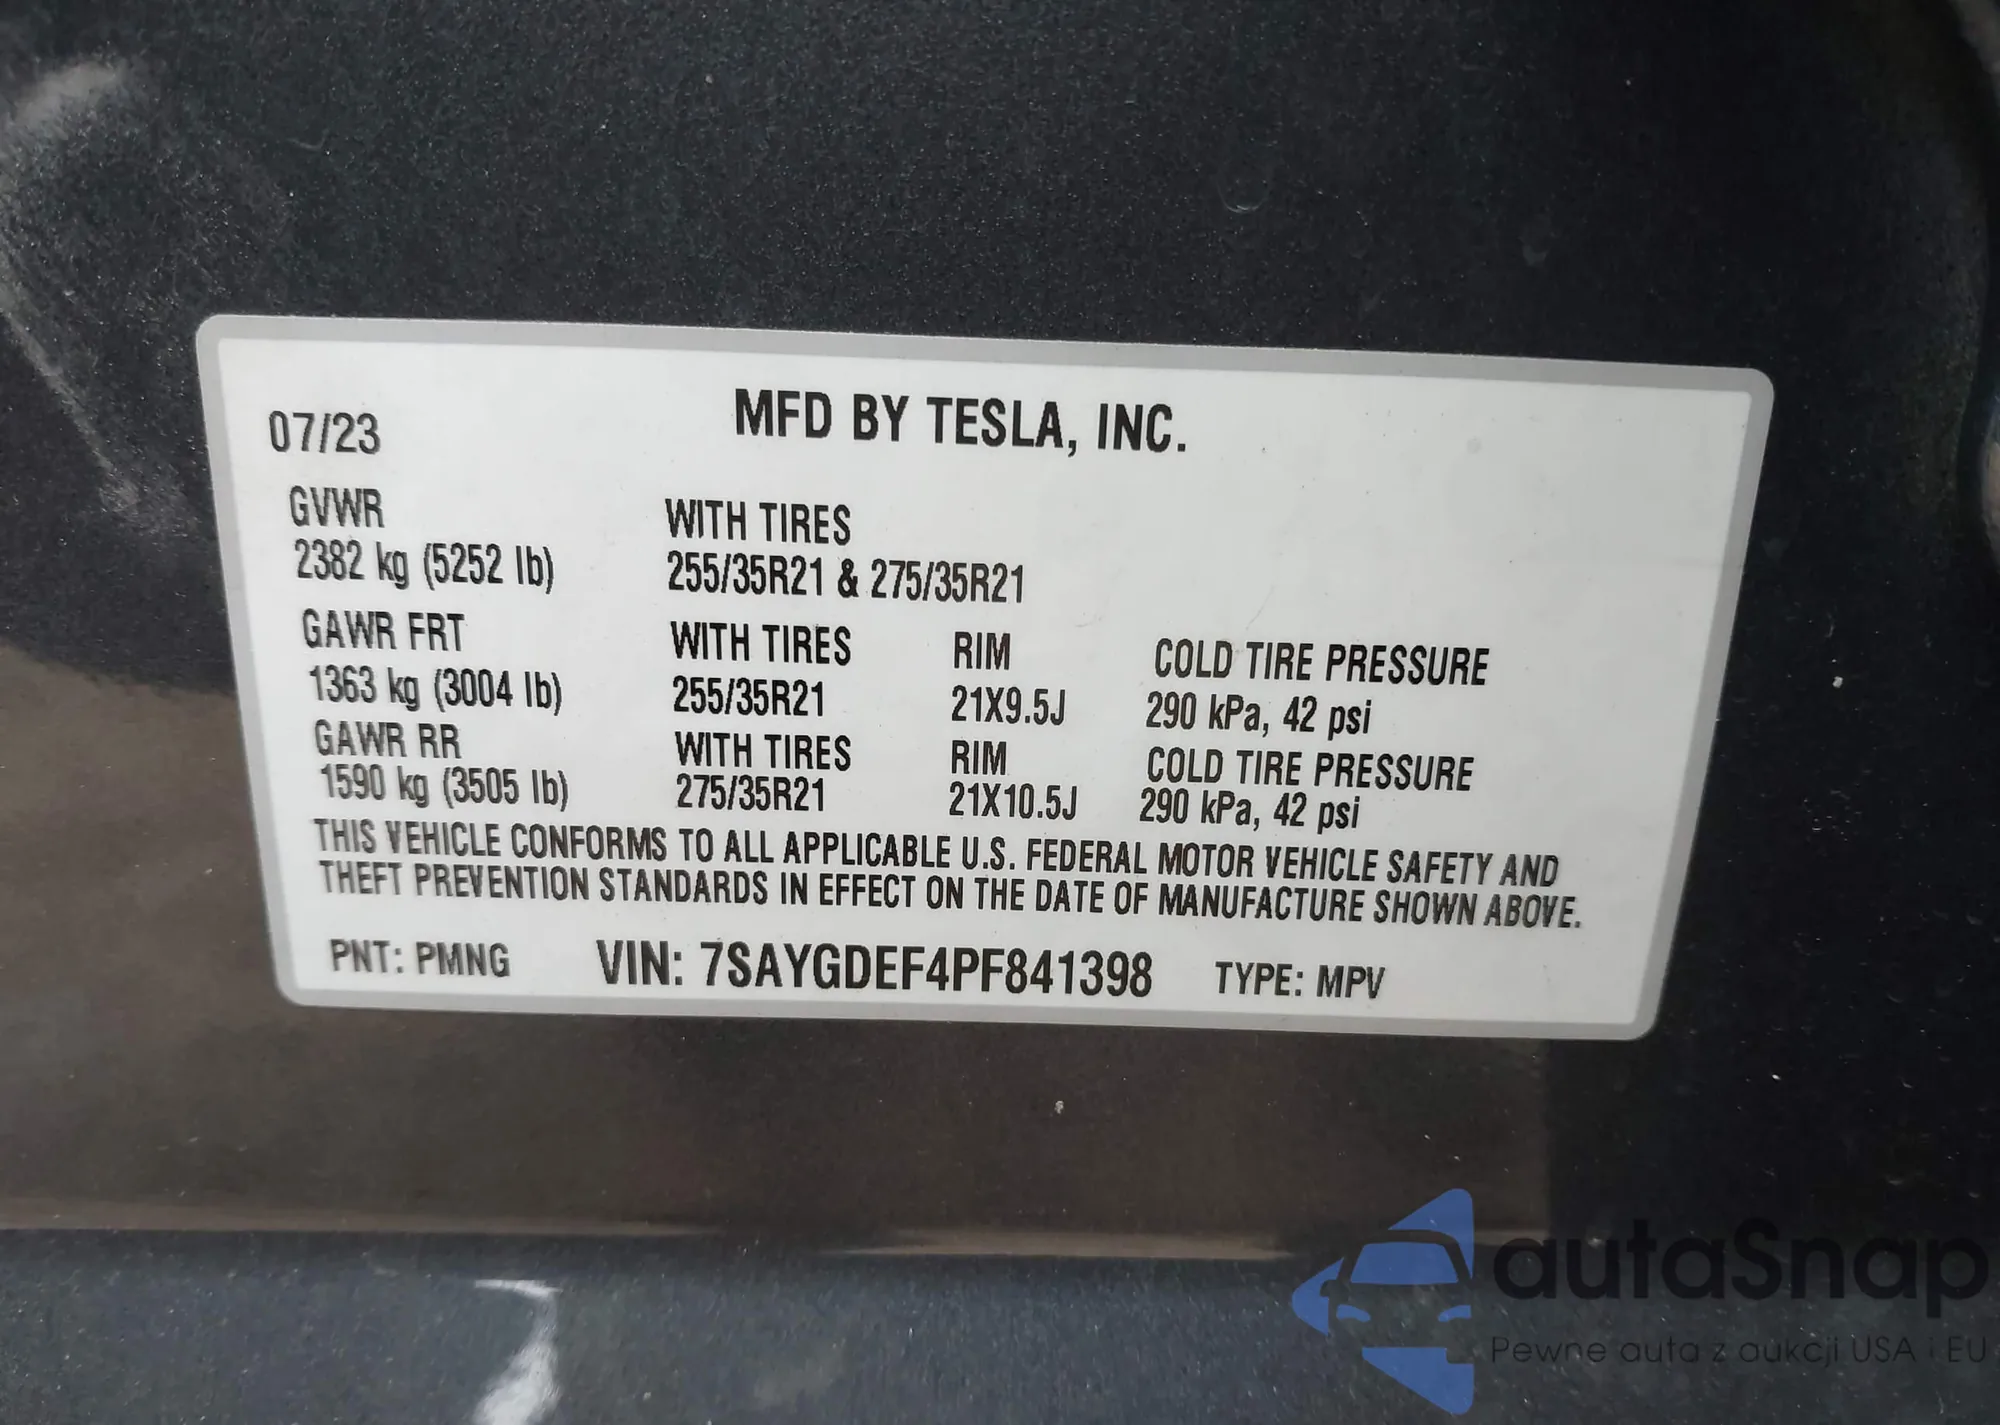 07/23
MFD BY TESLA, INC.
GVWR
2382 kg (5252 lb)
WITH TIRES
255/35R21 & 275/35R21
GAWR FRT
1363 kg (3004 lb)
WITH TIRES
255/35R21
RIM
21X9.5J
COLD TIRE PRESSURE
290 kPa, 42 psi
GAWR RR
1590 kg (3505 lb)
WITH TIRES
275/35R21
RIM
21X10.5J
COLD TIRE PRESSURE
290 kPa, 42 psi
THIS VEHICLE CONFORMS TO ALL APPLICABLE U.S. FEDERAL MOTOR VEHICLE SAFETY AND
THEFT PREVENTION STANDARDS IN EFFECT ON THE DATE OF MANUFACTURE SHOWN ABOVE.
PNT: PMNG VIN: 7SAYGDEF4PF841398 TYPE: MPV
autaSnap
Pewne auta z aukcji USA i EU